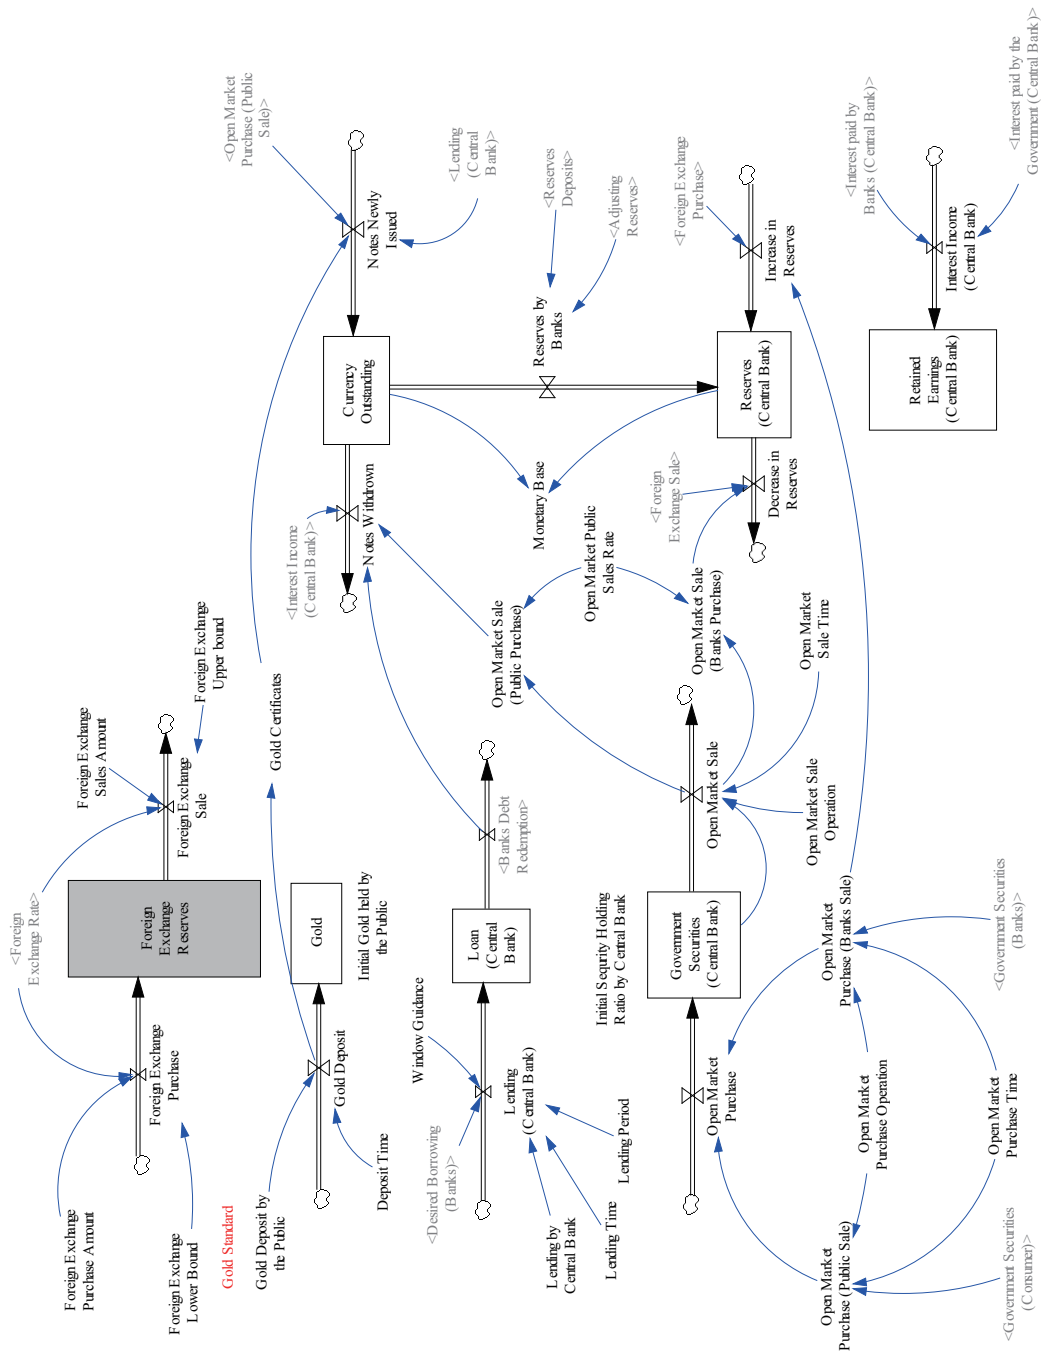 Foreign Exchange
Purchase Amount
<Foreign
Exchange Rate>
Foreign Exchange
Sales Amount
Foreign Exchange
Purchase
Foreign
Exchange
Reserves
Foreign Exchange
Sale
Foreign Exchange
Upper bound
Foreign Exchange
Lower Bound
Gold Standard
<Open Market
Purchase (Public
Sale)>
Gold Deposit by
the Public
Gold Certificates
<Interest Income
(Central Bank)>
Gold
Gold Deposit
Initial Gold held by
the Public
Deposit Time
Notes Withdrown
Currency
Outstanding
Notes Newly
Issued
Window Guidance
<Desired Borrowing
(Banks)>
<Lending
(Central
Bank)>
Loan
(Central
Bank)
Lending
(Central Bank)
<Banks Debt
Redemption>
Open Market Sale
(Public Purchase)
Monetary Base
Reserves by
Banks
<Reserves
Deposits>
Lending by
Central Bank
Lending Time
Lending Period
<Adjusting
Reserves>
Open Market Public
Sales Rate
Initial Seqrity Holding
Ratio by Central Bank
<Foreign
Exchange Sale>
<Foreign Exchange
Purchase>
Government
Securities
(Central Bank)
Open Market
Purchase
Open Market Sale
Open Market Sale
(Banks Purchase)
Decrease in
Reserves
Reserves
(Central Bank)
Increase in
Reserves
Open Market Sale
Operation
Open Market
Sale Time
Open Market
Purchase (Public Sale)
Open Market
Purchase (Banks Sale)
Open Market
Purchase Operation
<Interest paid by
Banks (Central Bank)>
Retained
Earnings
(Central Bank)
Interest Income
(Central Bank)
Open Market
Purchase Time
<Government Securities
(Consumer)>
<Government Securities
(Banks)>
<Interest paid by the
Government (Central Bank)>